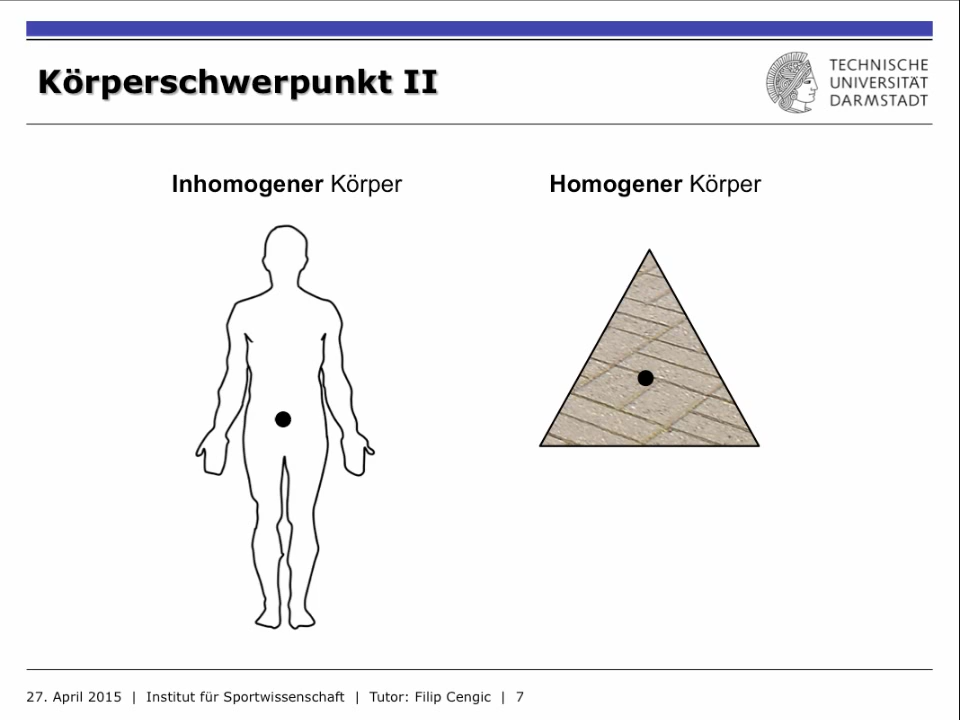 Körperschwerpunkt II
TECHNISCHE
UNIVERSITÄT
DARMSTADT
Inhomogener Körper
Homogener Körper
27. April 2015 | Institut für Sportwissenschaft | Tutor: Filip Cengic | 7